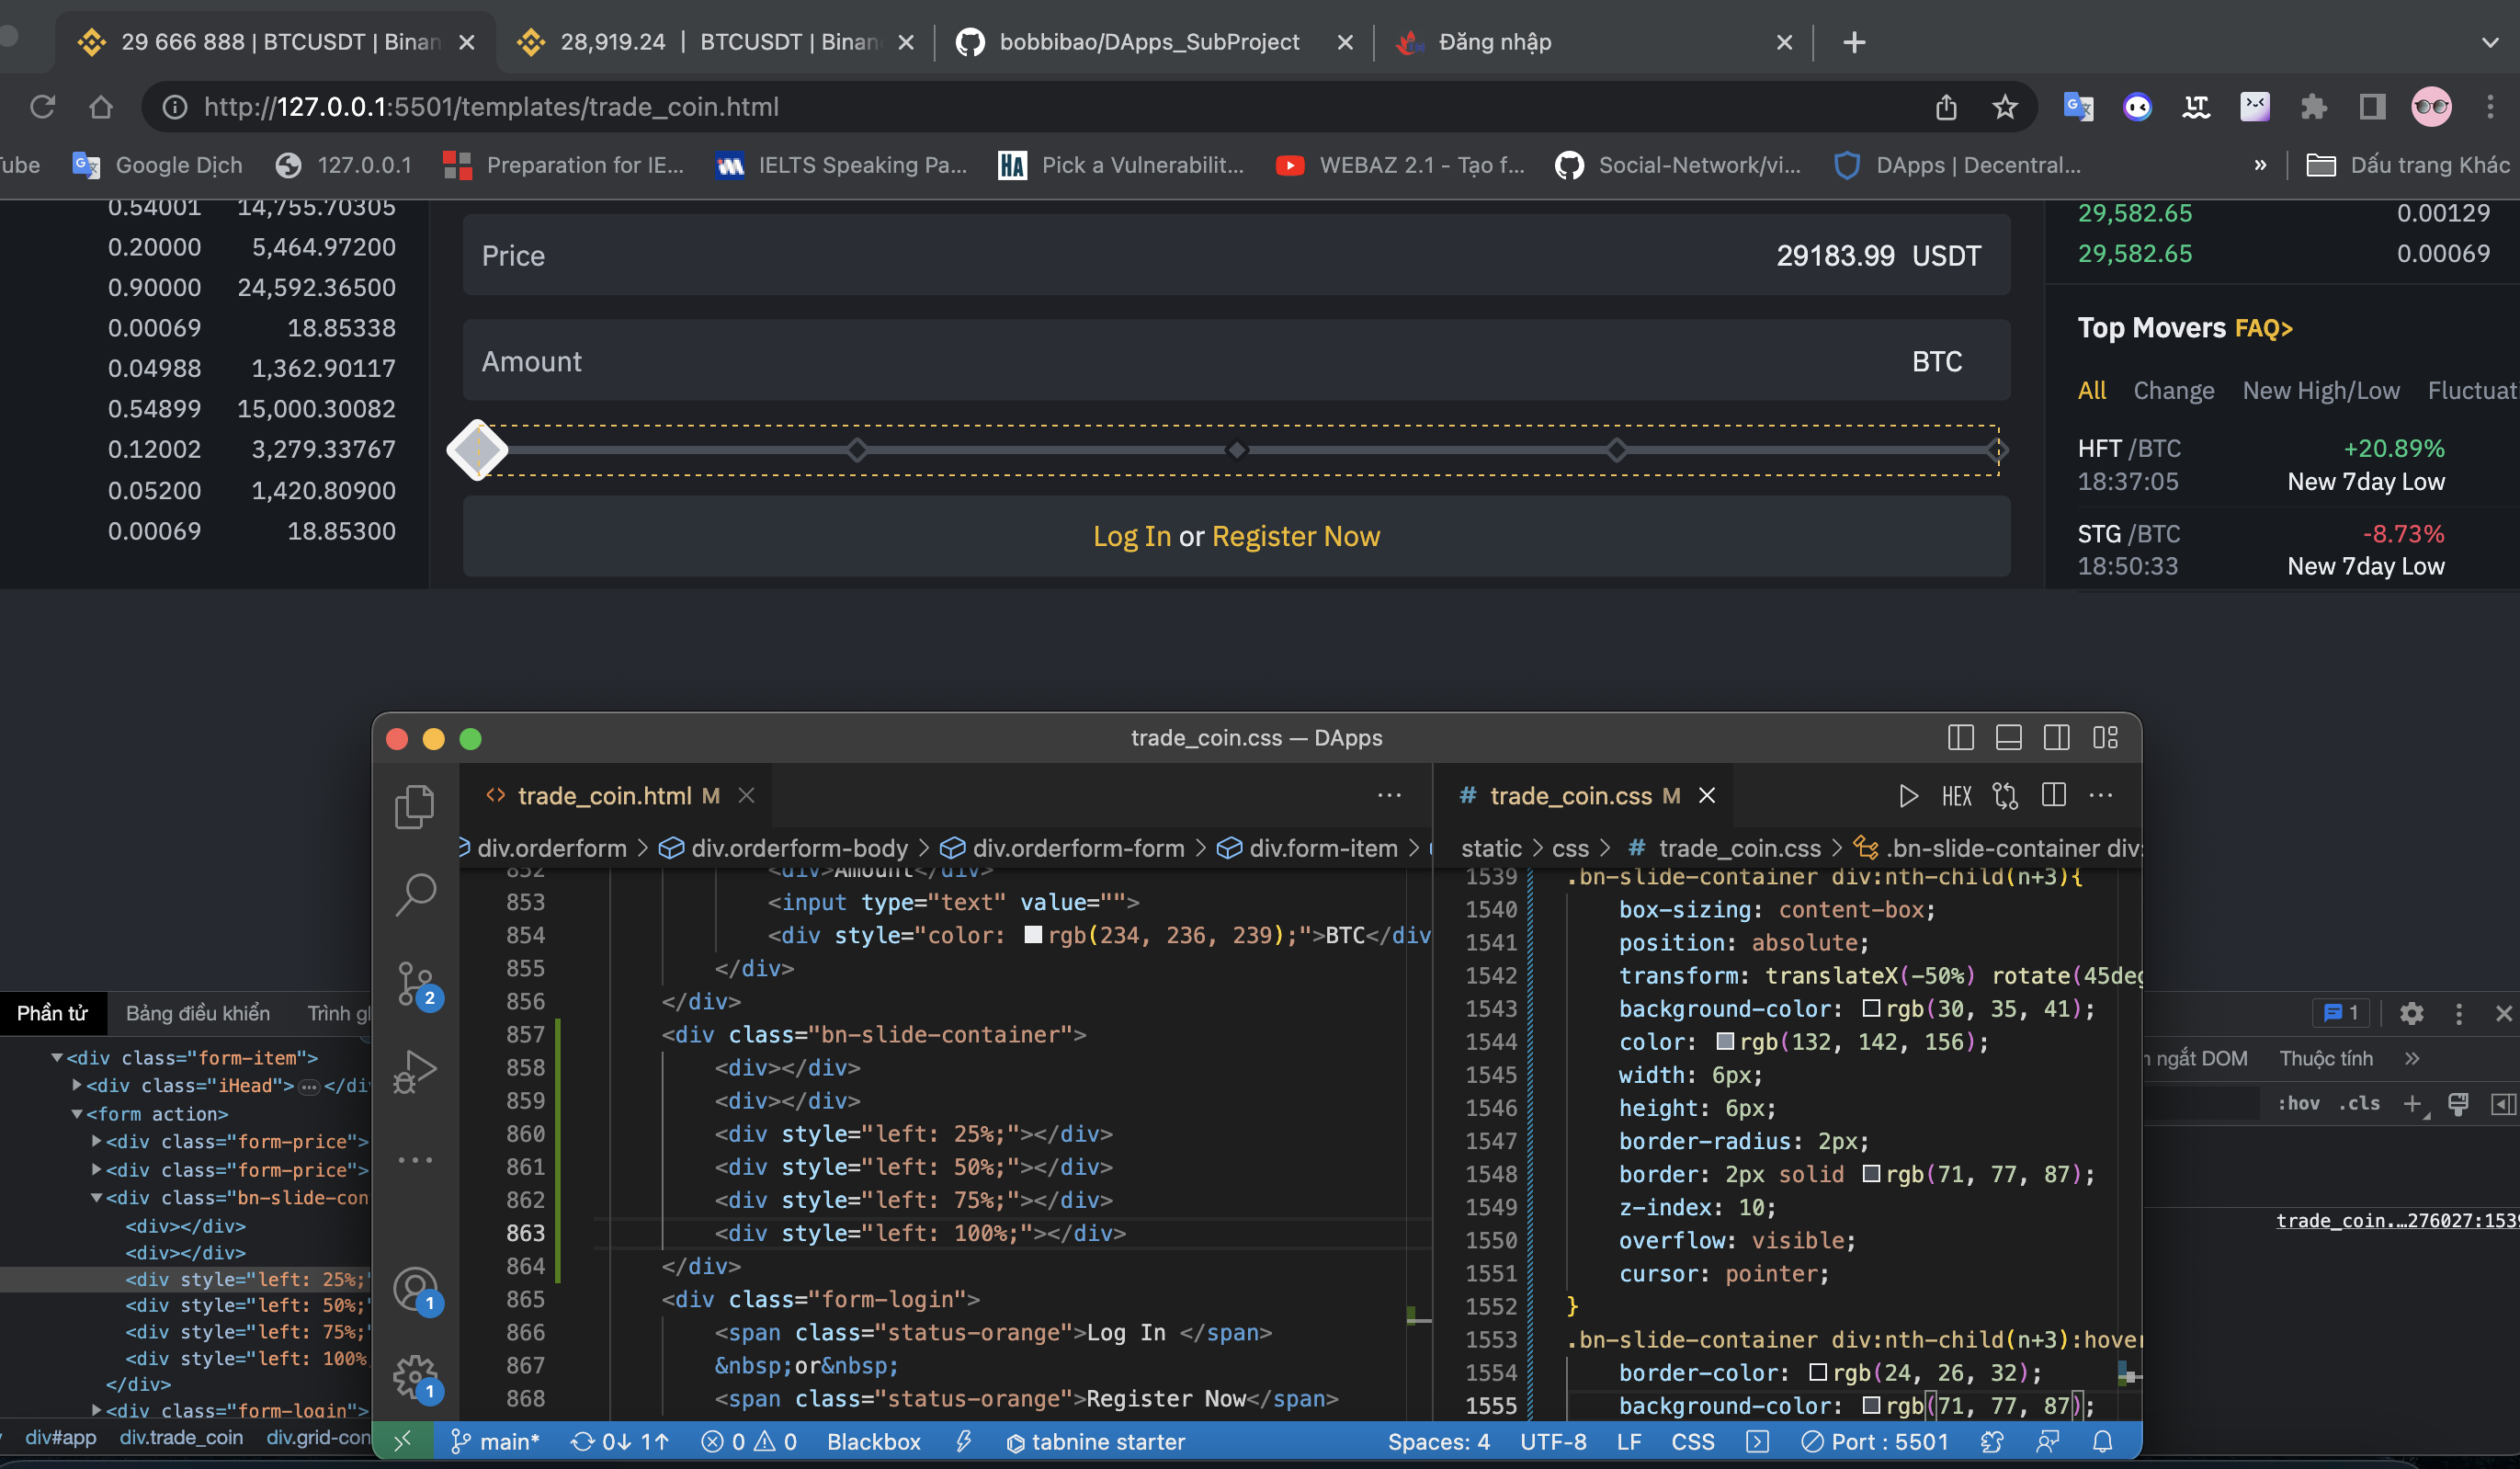 29 666 888 | BTCUSDT | Binan
28,919.24 | BTCUSDT | Binan
bobbibao/DApps_SubProject
Đăng nhập
http://127.0.0.1:5501/templates/trade_coin.html
Tube
Google Dịch
127.0.0.1
Preparation for IE...
IELTS Speaking Pa...
HA
Pick a Vulnerabilit...
WEBAZ 2.1 - Tạo f...
Social-Network/vi...
DApps | Decentral...
»
Dấu trang Khác
0.54001 14,755.70305
0.20000 5,464.97200
0.90000 24,592.36500
0.00069 18.85338
0.04988 1,362.90117
0.54899 15,000.30082
0.12002 3,279.33767
0.05200 1,420.80900
0.00069 18.85300
Price 29183.99 USDT
Amount BTC
Log In or Register Now
29,582.65 0.00129
29,582.65 0.00069
Top Movers FAQ>
All Change New High/Low Fluctuat
HFT /BTC +20.89%
18:37:05 New 7day Low
STG /BTC -8.73%
18:50:33 New 7day Low
trade_coin.css — DApps
trade_coin.html M
div.orderform > div.orderform-body > div.orderform-form > div.form-item >
852 <div>Amount</div>
853 <input type="text" value="">
854 <div style="color: rgb(234, 236, 239);">BTC</div
855 </div>
856 </div>
857 <div class="bn-slide-container">
858 <div></div>
859 <div></div>
860 <div style="left: 25%;"></div>
861 <div style="left: 50%;"></div>
862 <div style="left: 75%;"></div>
863 <div style="left: 100%;"></div>
864 </div>
865 <div class="form-login">
866 <span class="status-orange">Log In </span>
867 &nbsp;or&nbsp;
868 <span class="status-orange">Register Now</span>
# trade_coin.css M
HEX
static > css > # trade_coin.css > .bn-slide-container div:
1539 .bn-slide-container div:nth-child(n+3){
1540 box-sizing: content-box;
1541 position: absolute;
1542 transform: translateX(-50%) rotate(45deg
1543 background-color: rgb(30, 35, 41);
1544 color: rgb(132, 142, 156);
1545 width: 6px;
1546 height: 6px;
1547 border-radius: 2px;
1548 border: 2px solid rgb(71, 77, 87);
1549 z-index: 10;
1550 overflow: visible;
1551 cursor: pointer;
1552 }
1553 .bn-slide-container div:nth-child(n+3):hover
1554 border-color: rgb(24, 26, 32);
1555 background-color: rgb(71, 77, 87);
2
1
1
main* 0↓ 1↑ 0 0 Blackbox tabnine starter
Spaces: 4 UTF-8 LF CSS Port : 5501
Phần tử Bảng điều khiển Trình gh
<div class="form-item">
<div class="iHead">…</div
<form action>
<div class="form-price">
<div class="form-price">
<div class="bn-slide-con
<div></div>
<div></div>
<div style="left: 25%;"
<div style="left: 50%;"
<div style="left: 75%;"
<div style="left: 100%
</div>
<div class="form-login">
div#app div.trade_coin div.grid-con
1
ngắt DOM Thuộc tính »
:hov .cls
trade_coin.…276027:1539